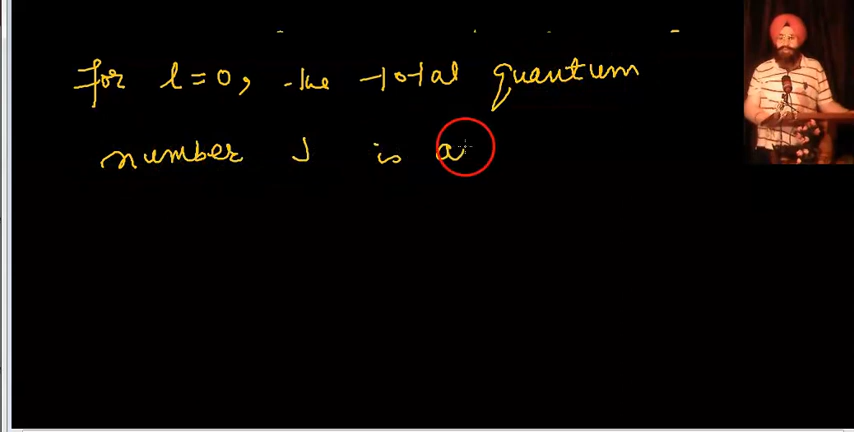 for l=0, the total quantum
number J is a